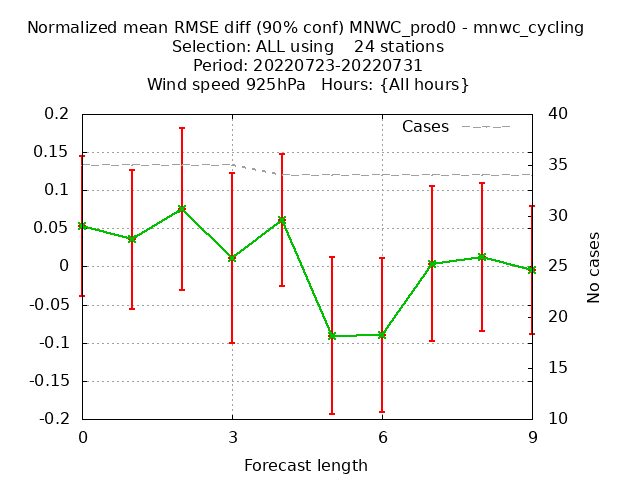 Normalized mean RMSE diff (90% conf) MNWC_prod0 - mnwc_cycling
Selection: ALL using    24 stations
Period: 20220723-20220731
Wind speed 925hPa   Hours: {All hours}
0.2 40
Cases
0.15 35
0.1
0.05 30
0 25
-0.05
-0.1 20
-0.15 15
-0.2 10
No cases
0 3 6 9
Forecast length